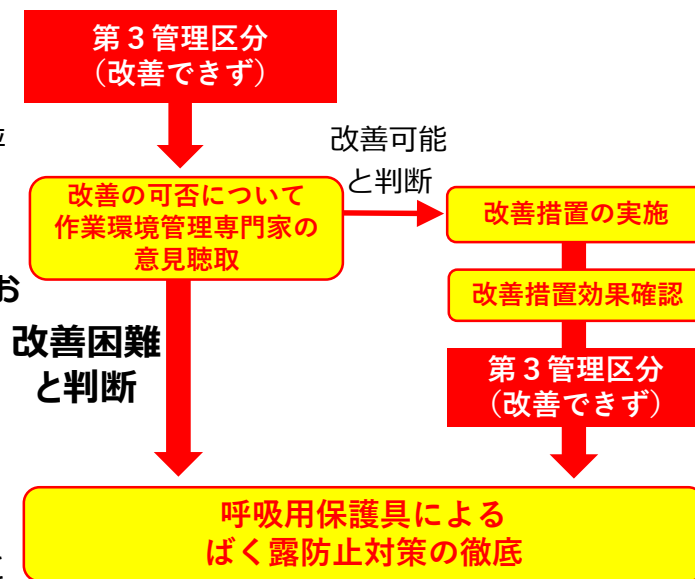 第３管理区分
（改善できず）
改善可能
と判断
改善の可否について
作業環境管理専門家の
意見聴取
改善措置の実施
改善措置効果確認
お
改善困難
と判断
第３管理区分
（改善できず）
呼吸用保護具による
ばく露防止対策の徹底